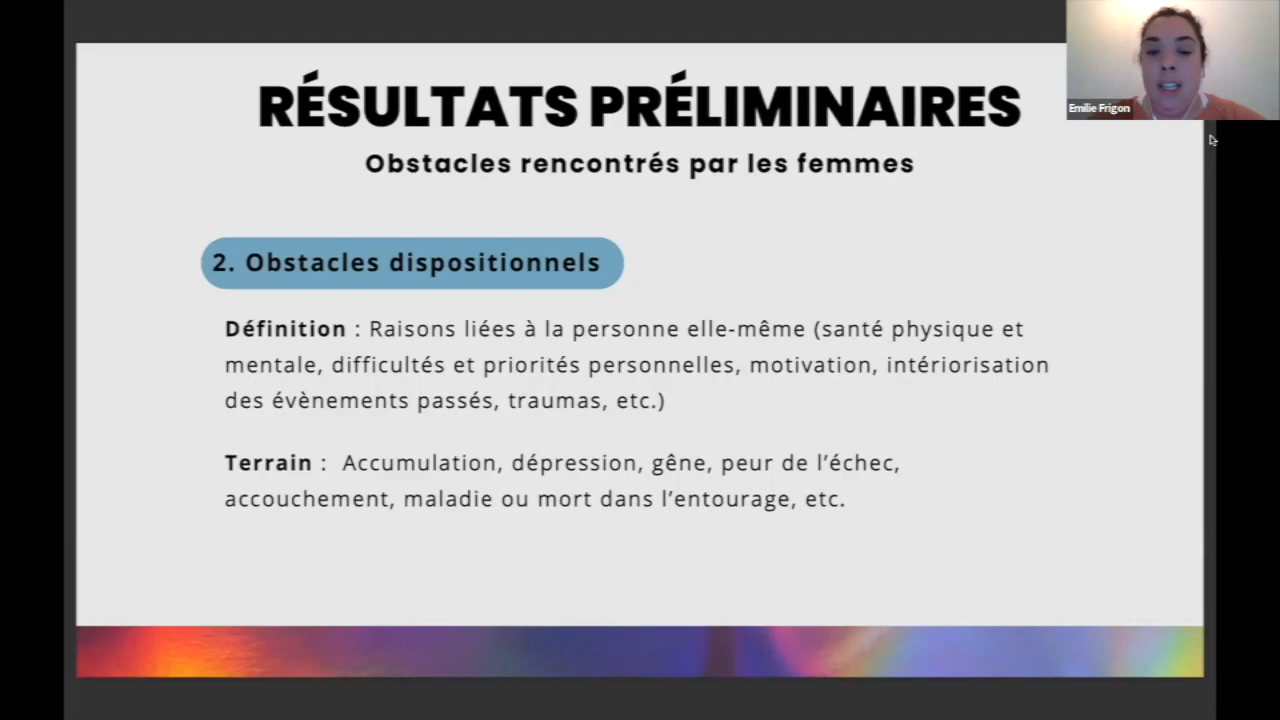 RÉSULTATS PRÉLIMINAIRES
Emilie Frigon
Obstacles rencontrés par les femmes
2. Obstacles dispositionnels
Définition : Raisons liées à la personne elle-même (santé physique et
mentale, difficultés et priorités personnelles, motivation, intériorisation
des évènements passés, traumas, etc.)
Terrain : Accumulation, dépression, gêne, peur de l’échec,
accouchement, maladie ou mort dans l’entourage, etc.